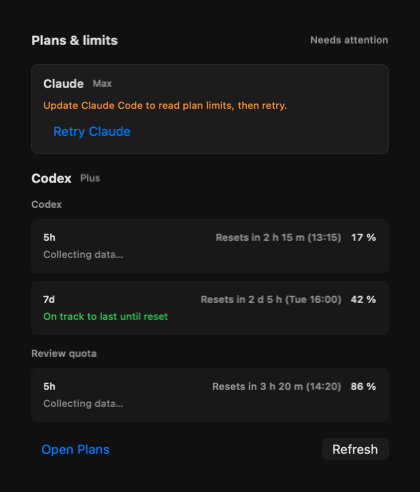 Plans & limits
Needs attention
Claude Max
Update Claude Code to read plan limits, then retry.
Retry Claude
Codex Plus
Codex
5h Resets in 2 h 15 m (13:15) 17 %
Collecting data...
7d Resets in 2 d 5 h (Tue 16:00) 42 %
On track to last until reset
Review quota
5h Resets in 3 h 20 m (14:20) 86 %
Collecting data...
Open Plans
Refresh